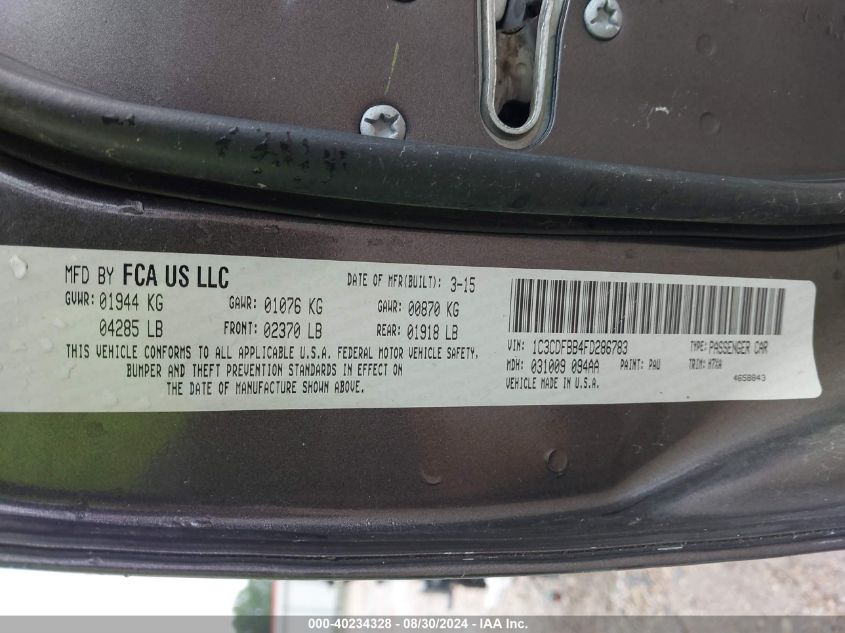 MFD BY FCA US LLC
DATE OF MFR(BUILT): 3-15
GVWR: 01944 KG
GAWR: 01076 KG
GAWR: 00870 KG
04285 LB
FRONT: 02370 LB
REAR: 01918 LB
THIS VEHICLE CONFORMS TO ALL APPLICABLE U.S.A. FEDERAL MOTOR VEHICLE SAFETY,
BUMPER AND THEFT PREVENTION STANDARDS IN EFFECT ON
THE DATE OF MANUFACTURE SHOWN ABOVE.
VIN: 1C3CDFBB4FD286783
TYPE: PASSENGER CAR
MDH: 031009 094AA
PAINT: PAU
TRIM: H7XA
VEHICLE MADE IN U.S.A.
4658843
000-40234328 - 08/30/2024 - IAA Inc.